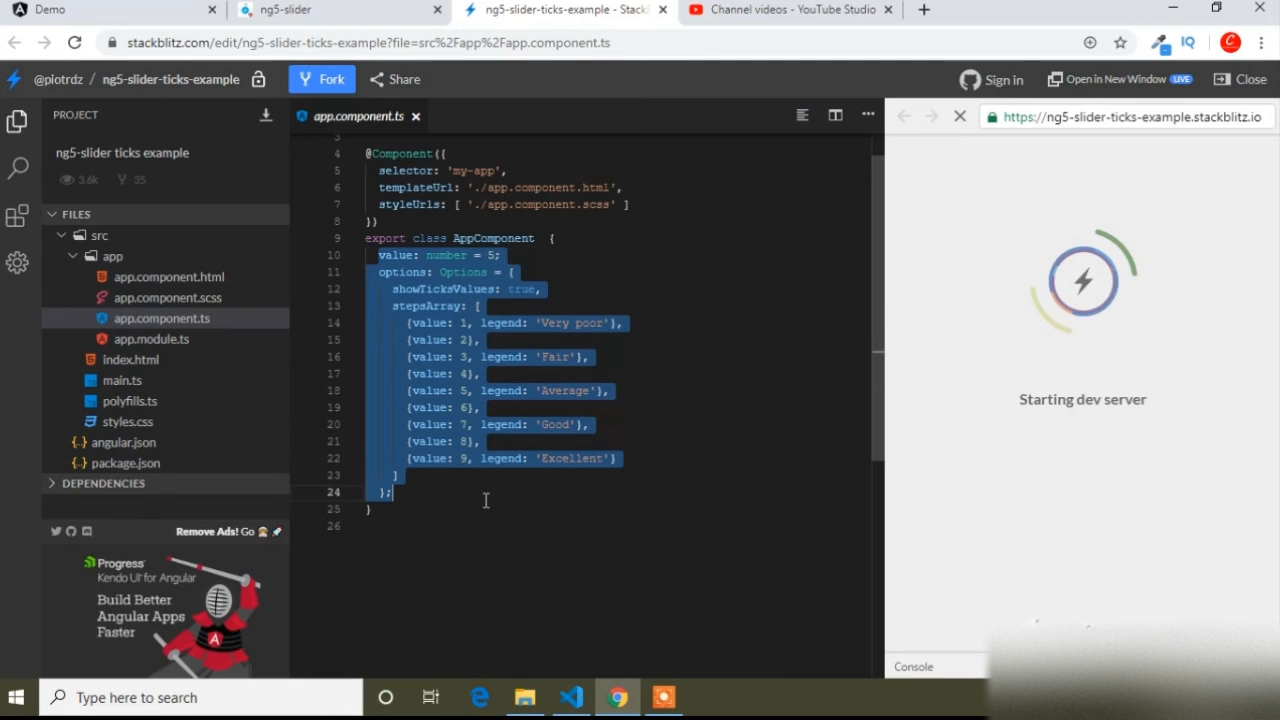 Demo
ng5-slider
ng5-slider-ticks-example - StackB
Channel videos - YouTube Studio
stackblitz.com/edit/ng5-slider-ticks-example?file=src%2Fapp%2Fapp.component.ts
IQ
@piotrdz / ng5-slider-ticks-example
Fork
Share
Sign in
Open in New Window LIVE
Close
PROJECT
app.component.ts
https://ng5-slider-ticks-example.stackblitz.io
ng5-slider ticks example
3.6k 35
FILES
src
app
app.component.html
app.component.scss
app.component.ts
app.module.ts
index.html
main.ts
polyfills.ts
styles.css
angular.json
package.json
DEPENDENCIES
Remove Ads! Go
Progress
Kendo UI for Angular
Build Better
Angular Apps
Faster
3
4 @Component({
5 selector: 'my-app',
6 templateUrl: './app.component.html',
7 styleUrls: [ './app.component.scss' ]
8 })
9 export class AppComponent {
10 value: number = 5;
11 options: Options = {
12 showTicksValues: true,
13 stepsArray: [
14 {value: 1, legend: 'Very poor'},
15 {value: 2},
16 {value: 3, legend: 'Fair'},
17 {value: 4},
18 {value: 5, legend: 'Average'},
19 {value: 6},
20 {value: 7, legend: 'Good'},
21 {value: 8},
22 {value: 9, legend: 'Excellent'}
23 ]
24 };
25 }
26
Starting dev server
Console
Type here to search